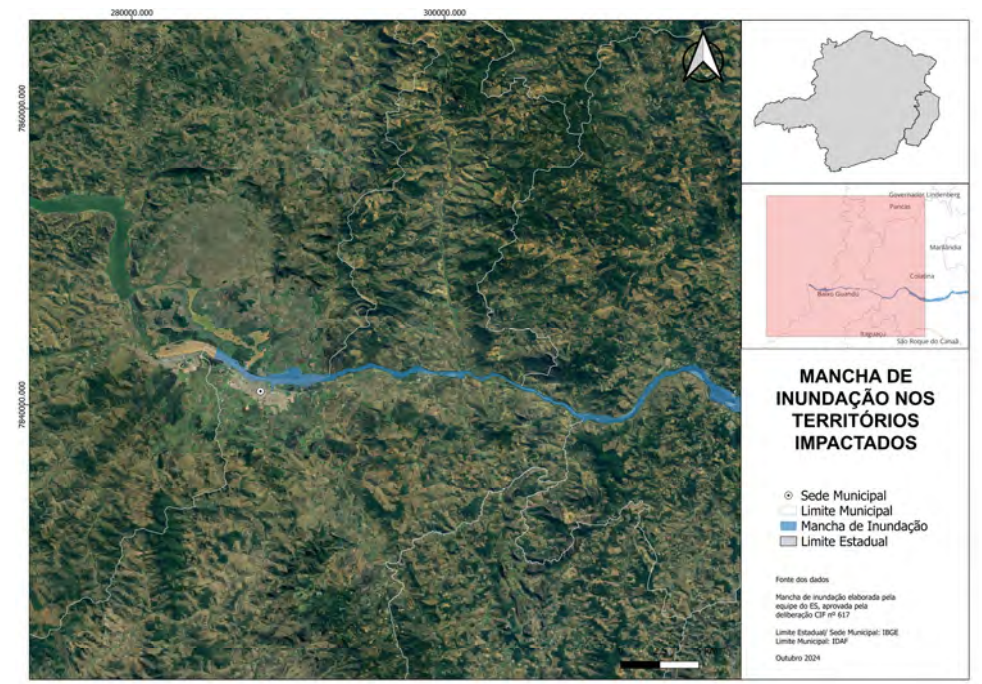 280000.000
300000.000
7860000.000
7840000.000
Governador Lindenberg
Pancas
Marilândia
Colatina
Baixo Guandu
Itaguaçu
São Roque do Canaã
MANCHA DE
INUNDAÇÃO NOS
TERRITÓRIOS
IMPACTADOS
Sede Municipal
Limite Municipal
Mancha de Inundação
Limite Estadual
Fonte dos dados
Mancha de inundação elaborada pela
equipe do ES, aprovada pela
deliberação CIF nº 617
Limite Estadual/ Sede Municipal: IBGE
Limite Municipal: IDAF
Outubro 2024